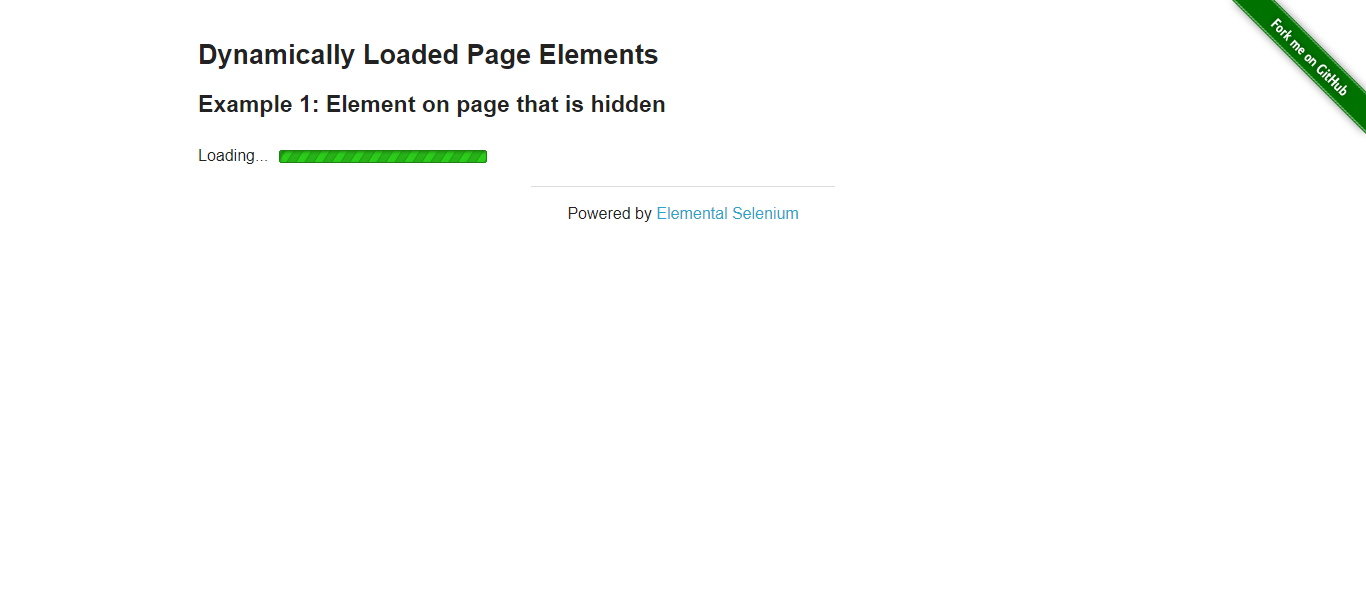 Fork me on GitHub
Dynamically Loaded Page Elements
Example 1: Element on page that is hidden
Loading...
Powered by Elemental Selenium